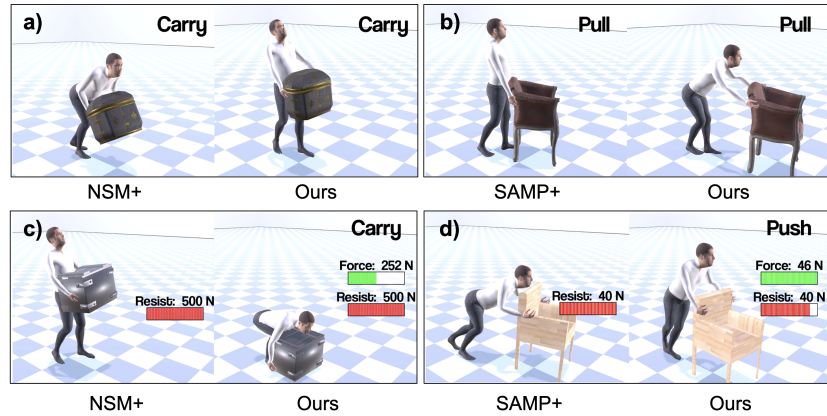 a) Carry Carry b) Pull Pull
NSM+ Ours SAMP+ Ours
c) Carry d) Push
Force: 252 N Force: 46 N
Resist: 500 N Resist: 500 N Resist: 40 N Resist: 40 N
NSM+ Ours SAMP+ Ours